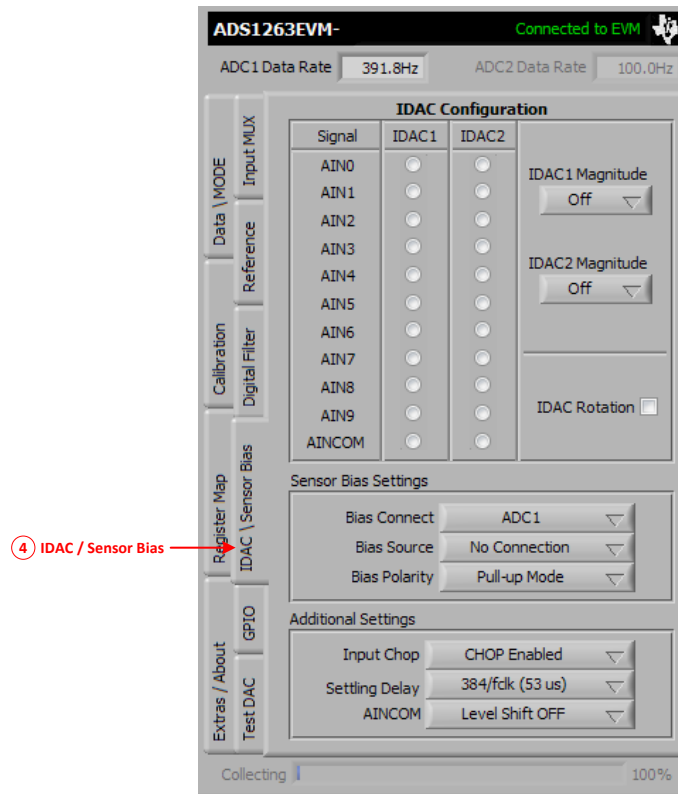 ADS1263EVM-
Connected to EVM
ADC1 Data Rate 391.8Hz ADC2 Data Rate 100.0Hz
Data \ MODE
Calibration
Register Map
Extras / About
Input MUX
Reference
Digital Filter
IDAC \ Sensor Bias
GPIO
Test DAC
IDAC Configuration
Signal IDAC1 IDAC2
AIN0
AIN1
AIN2
AIN3
AIN4
AIN5
AIN6
AIN7
AIN8
AIN9
AINCOM
IDAC1 Magnitude
Off
IDAC2 Magnitude
Off
IDAC Rotation
4 IDAC / Sensor Bias
Sensor Bias Settings
Bias Connect ADC1
Bias Source No Connection
Bias Polarity Pull-up Mode
Additional Settings
Input Chop CHOP Enabled
Settling Delay 384/fclk (53 us)
AINCOM Level Shift OFF
Collecting 100%